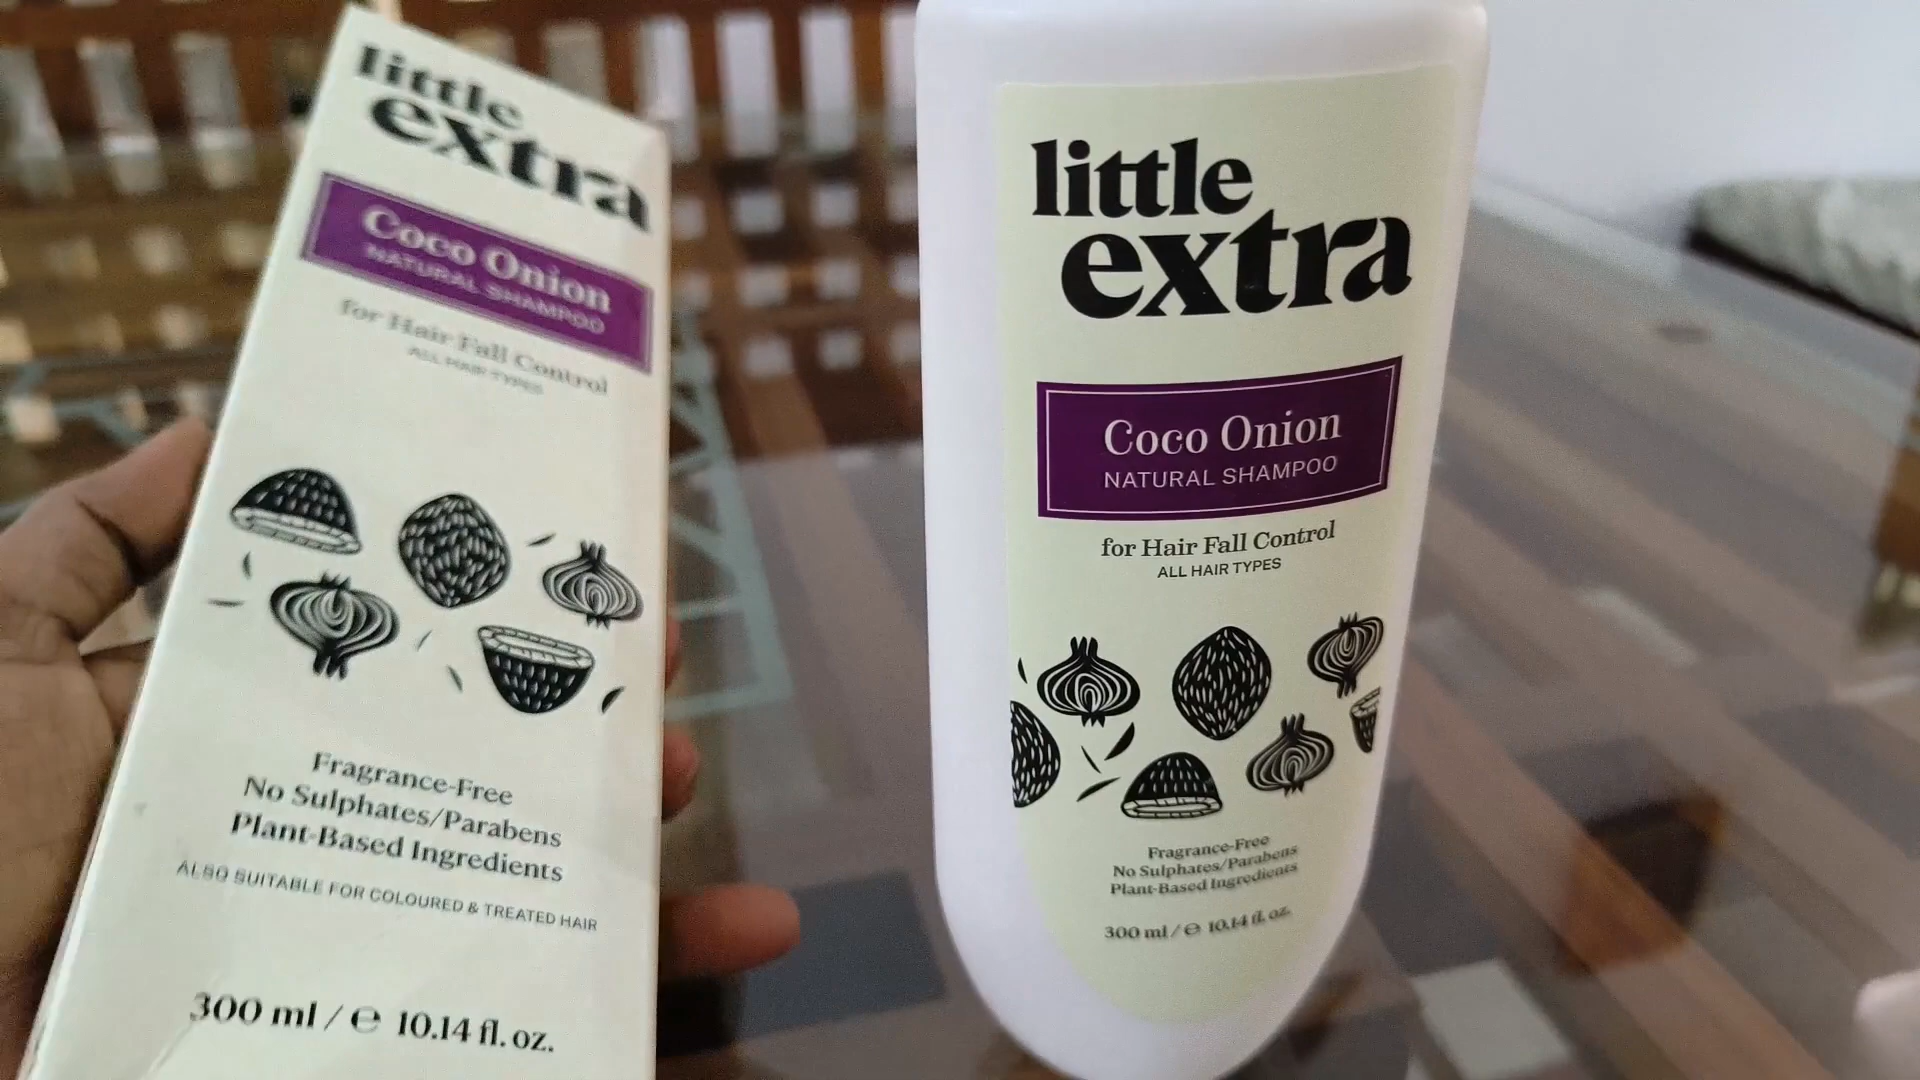 little
extra
Coco Onion
NATURAL SHAMPOO
for Hair Fall Control
ALL HAIR TYPES
Fragrance-Free
No Sulphates/Parabens
Plant-Based Ingredients
ALSO SUITABLE FOR COLOURED & TREATED HAIR
300 ml / ℮ 10.14 fl. oz.
little
extra
Coco Onion
NATURAL SHAMPOO
for Hair Fall Control
ALL HAIR TYPES
Fragrance-Free
No Sulphates/Parabens
Plant-Based Ingredients
300 ml / ℮ 10.14 fl. oz.